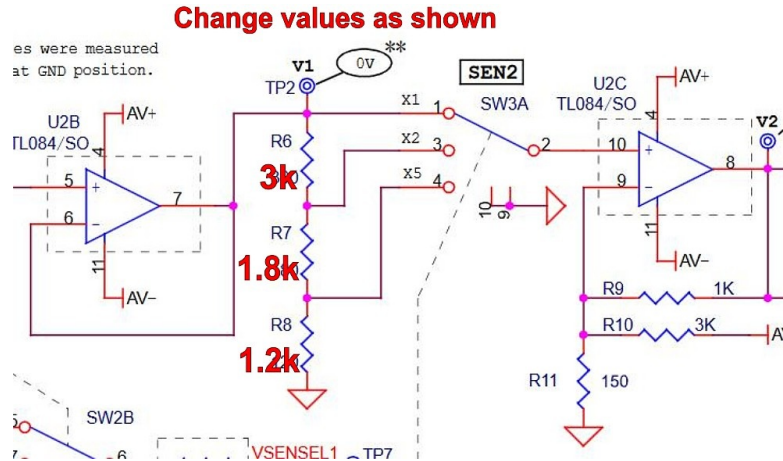 Change values as shown
es were measured
at GND position.
V1
0V
**
TP2
SEN2
U2B
TL084/SO
AV+
4
5
+
7
6
-
11
AV-
R6
3k
R7
1.8k
R8
1.2k
X1
1
X2
3
X5
4
SW3A
2
10
9
U2C
TL084/SO
AV+
4
10
+
8
9
-
11
AV-
V2
R9
1K
R10
3K
R11
150
SW2B
6
VSENSEL1
TP7